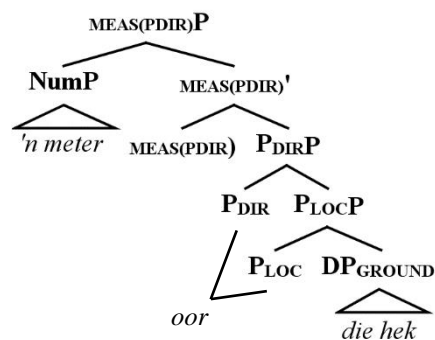 MEAS(PDIR)P
NumP MEAS(PDIR)'
'n meter MEAS(PDIR) PDIRP
PDIR PLOCP
PLOC DPGROUND
oor
die hek